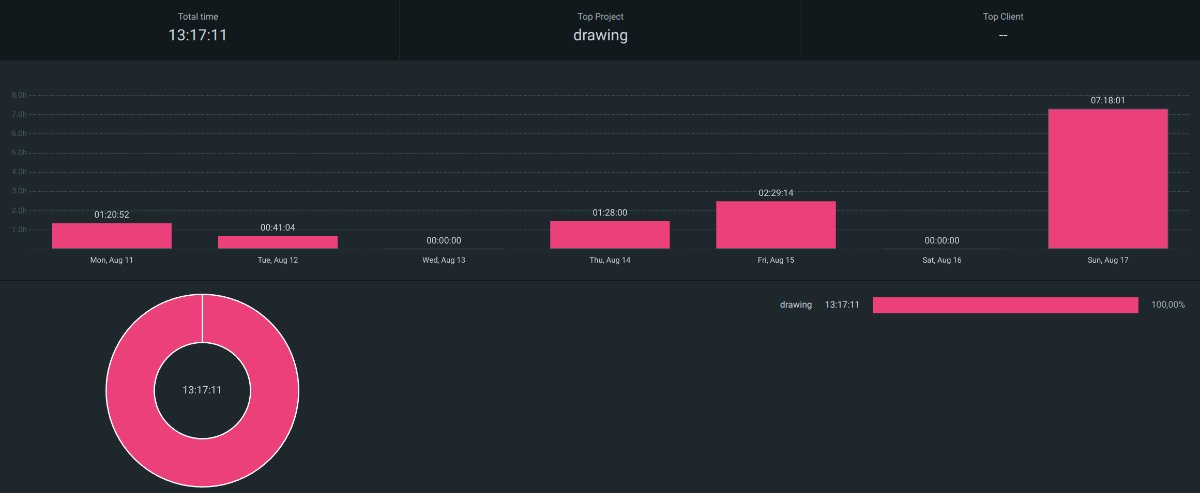 Total time
13:17:11
Top Project
drawing
Top Client
--
8.0h
7.0h
6.0h
5.0h
4.0h
3.0h
2.0h
1.0h
01:20:52
00:41:04
00:00:00
01:28:00
02:29:14
00:00:00
07:18:01
Mon, Aug 11
Tue, Aug 12
Wed, Aug 13
Thu, Aug 14
Fri, Aug 15
Sat, Aug 16
Sun, Aug 17
13:17:11
drawing 13:17:11 100,00%